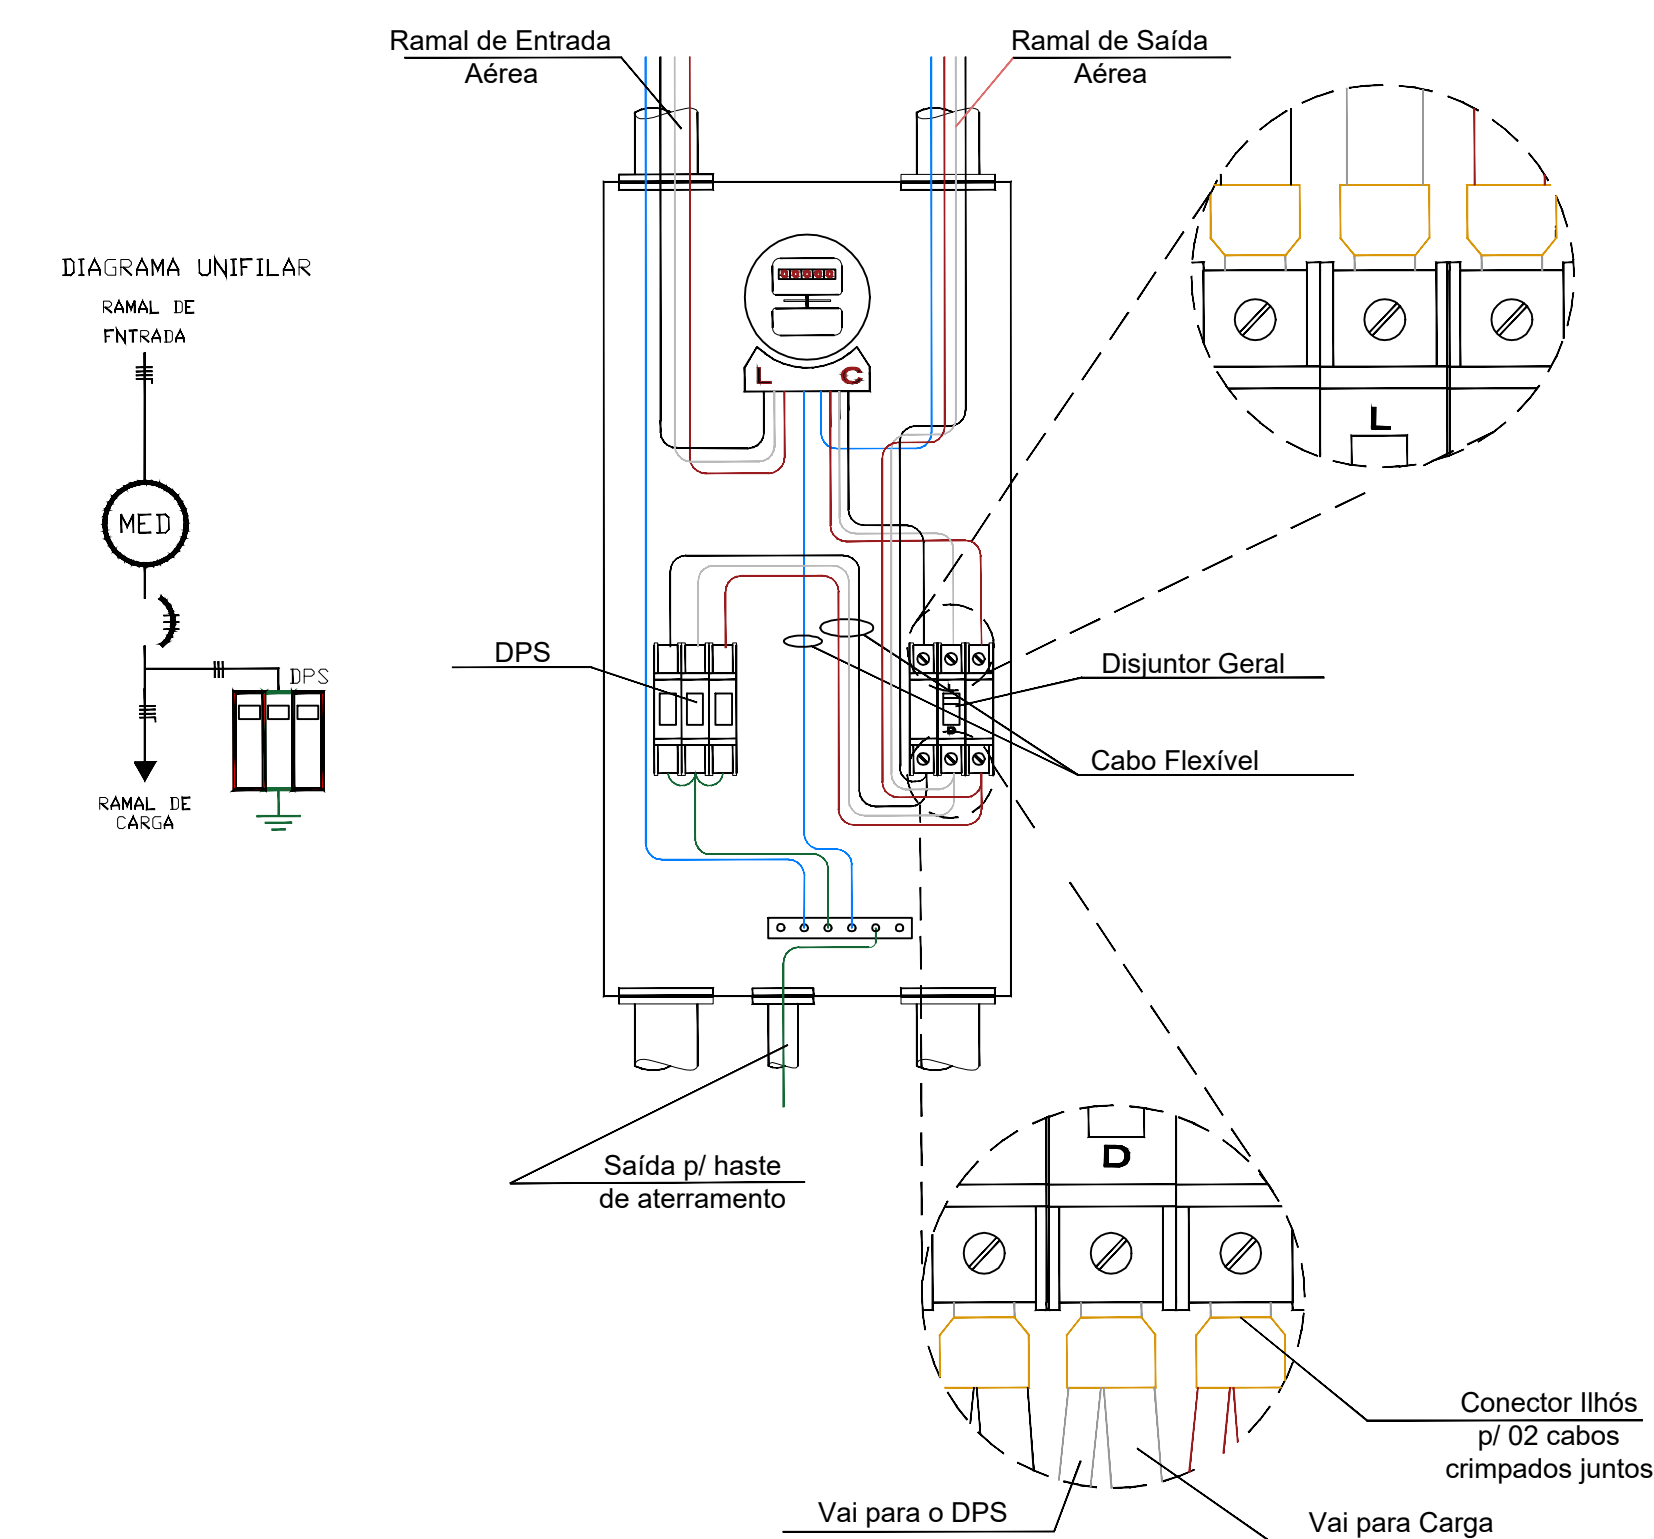 Ramal de Entrada
Aérea
Ramal de Saída
Aérea
DIAGRAMA UNIFILAR
RAMAL DE
FNTRADA
MED
DPS
RAMAL DE
CARGA
L
C
DPS
L
D
Disjuntor Geral
Cabo Flexível
L
Saída p/ haste
de aterramento
D
Conector Ilhós
p/ 02 cabos
crimpados juntos
Vai para o DPS
Vai para Carga